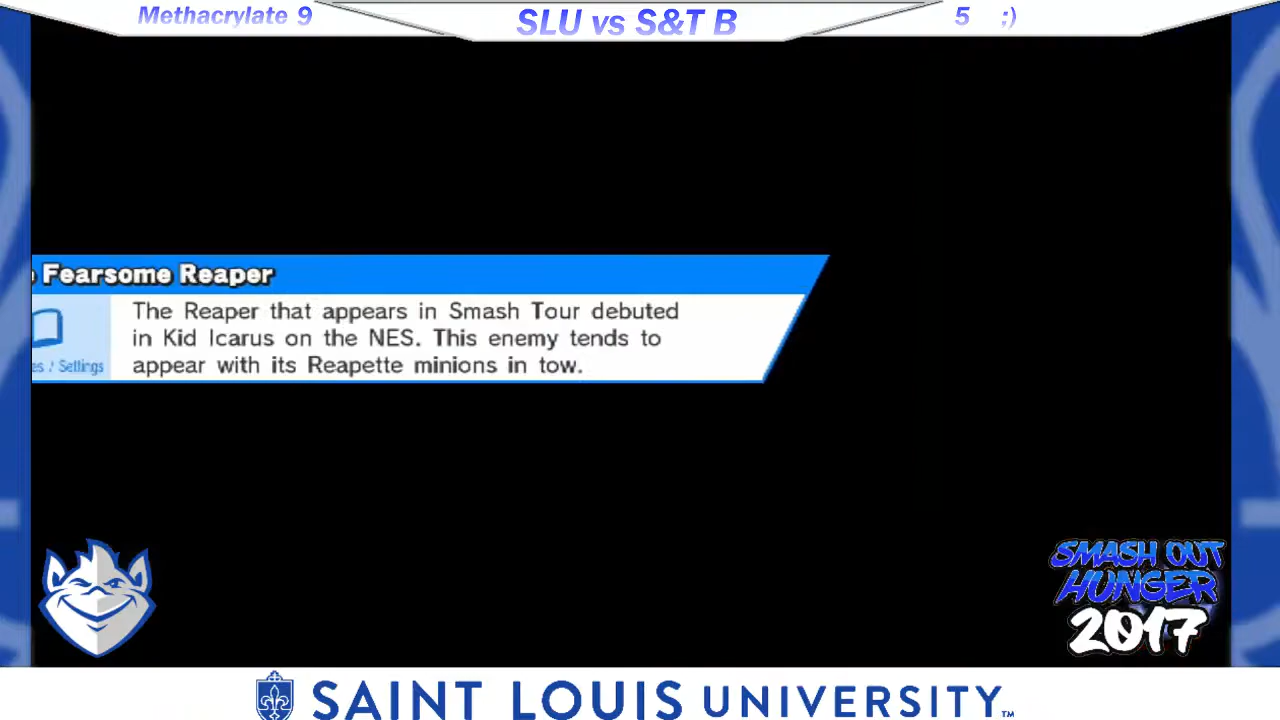 Methacrylate 9
SLU vs S&T B
5 ;)
Fearsome Reaper
The Reaper that appears in Smash Tour debuted
in Kid Icarus on the NES. This enemy tends to
appear with its Reapette minions in tow.
es / Settings
SMASH OUT
HUNGER
2017
SAINT LOUIS UNIVERSITY™